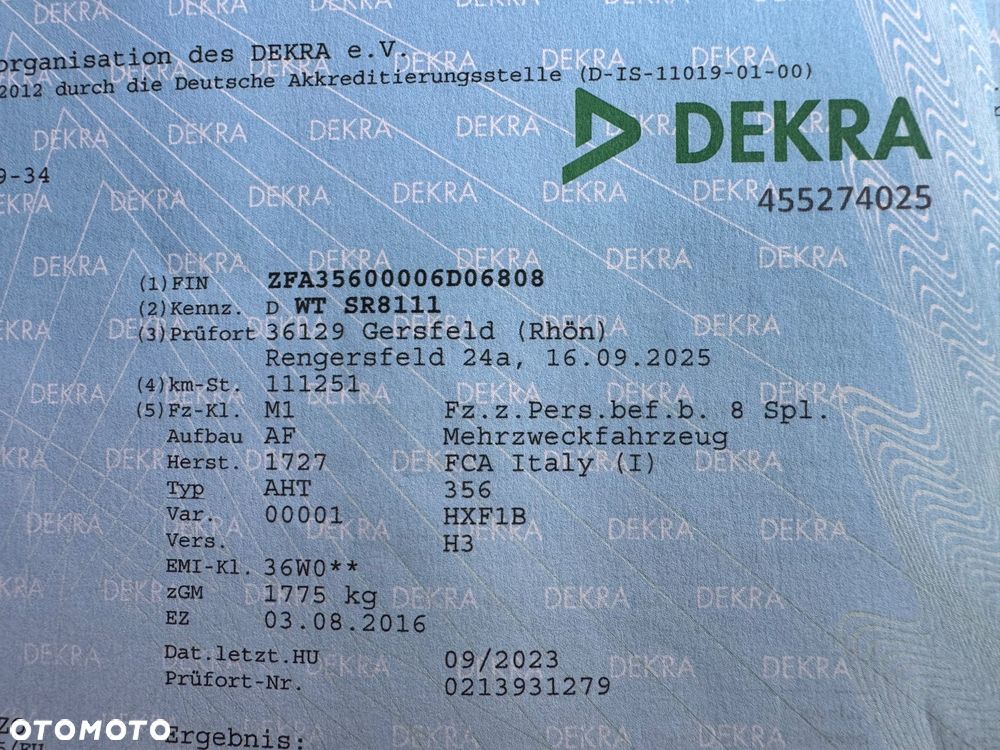 organisation des DEKRA e.V.
2012 durch die Deutsche Akkreditierungsstelle (D-IS-11019-01-00)
DEKRA
9-34
455274025
(1)FIN ZFA35600006D06808
(2)Kennz. D WT SR8111
(3)Prüfort 36129 Gersfeld (Rhön)
Rengersfeld 24a, 16.09.2025
(4)km-St. 111251
(5)Fz-Kl. M1 Fz.z.Pers.bef.b. 8 Spl.
Aufbau AF Mehrzweckfahrzeug
Herst. 1727 FCA Italy (I)
Typ AHT 356
Var. 00001 HXF1B
Vers. H3
EMI-Kl. 36W0**
zGM 1775 kg
EZ 03.08.2016
Dat.letzt.HU 09/2023
Prüfort-Nr. 0213931279
OTOMOTO
Ergebnis: